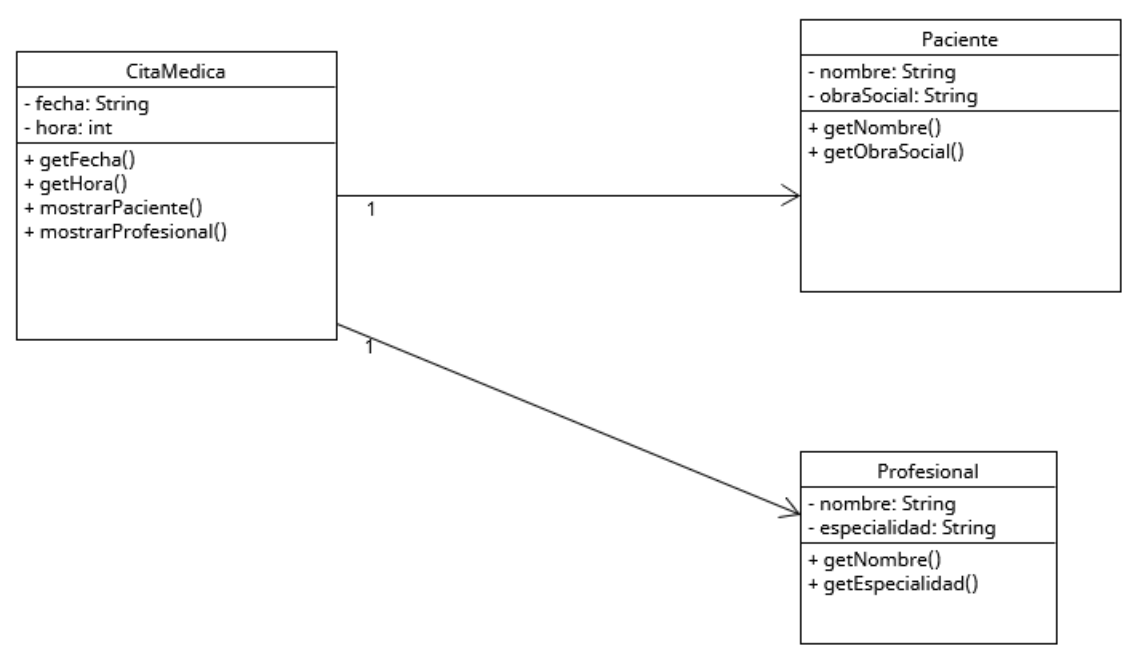 CitaMedica
- fecha: String
- hora: int
+ getFecha()
+ getHora()
+ mostrarPaciente()
+ mostrarProfesional()
1
1
Paciente
- nombre: String
- obraSocial: String
+ getNombre()
+ getObraSocial()
Profesional
- nombre: String
- especialidad: String
+ getNombre()
+ getEspecialidad()